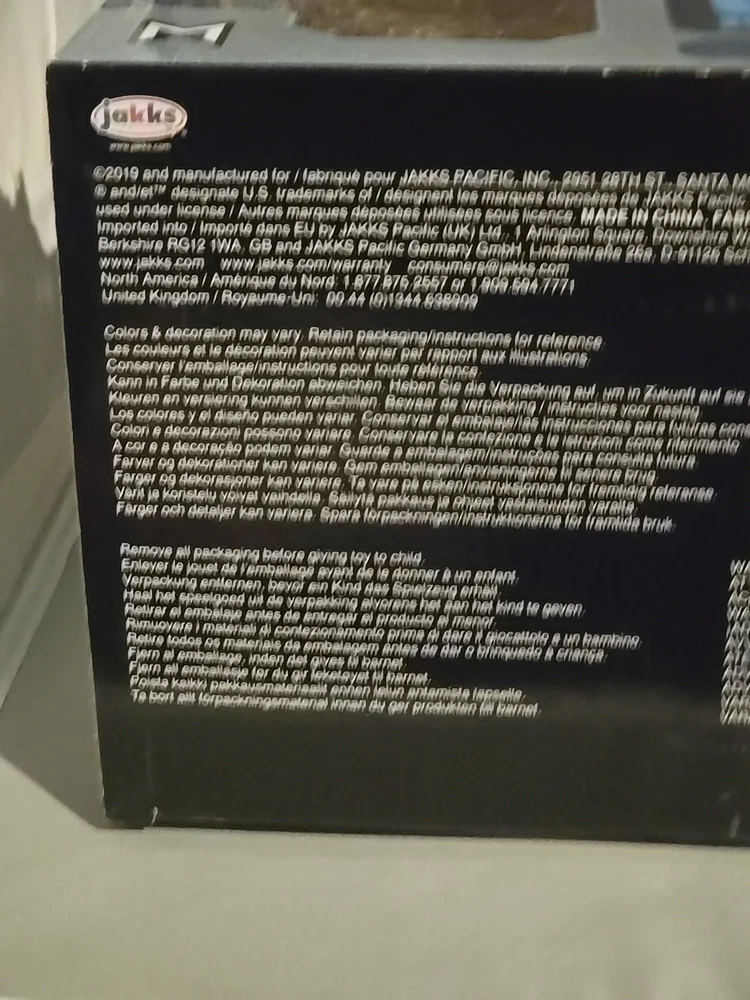 jakks
www.jakks.com
©2019 and manufactured for / fabriqué pour JAKKS PACIFIC, INC., 2951 28TH ST., SANTA
® and/et™ designate U.S. trademarks of / désignent les marques déposées de JAKKS
used under license / Autres marques déposées utilisées sous licence. MADE IN CHINA.
Imported into / Importé dans EU by JAKKS Pacific (UK) Ltd., 1 Arlington Square, Downshire
Berkshire RG12 1WA, GB and JAKKS Pacific Germany GmbH, Lindenstraße
www.jakks.com www.jakks.com/warranty consumers@jakks.com
North America / Amérique du Nord: 1.877.875.2557 or 1.909.594.7771
United Kingdom / Royaume-Uni: 00 44 (0)1344 638909
Colors & decoration may vary. Retain packaging/instructions for reference.
Les couleurs et la décoration peuvent varier par rapport aux illustrations.
Conserver l'emballage/instructions pour toute référence.
Kann in Farbe und Dekoration abweichen. Heben Sie die Verpackung auf, um in Zukunft auf sie
Kleuren en versiering kunnen verschillen. Bewaar de verpakking / instructies voor naslag.
Los colores y el diseño pueden variar. Conservar el embalaje/las instrucciones para futuras
Colori e decorazioni possono variare. Conservare la confezione e le istruzioni come riferimento.
A cor e a decoração podem variar. Guarde a embalagem/instruções para consulta futura.
Farver og dekorationer kan variere. Gem emballagen/anvisningerne til senere brug.
Farger og dekorasjoner kan variere. Ta vare på esken/instruksjonene for fremtidig referanse.
Värit ja koristelu voivat vaihdella. Säilytä pakkaus ja ohjeet vastaisuuden varalle.
Färger och detaljer kan variera. Spara förpackningen/instruktionerna för framtida bruk.
Remove all packaging before giving toy to child.
Enlever le jouet de l'emballage avant de le donner à un enfant.
Verpackung entfernen, bevor ein Kind das Spielzeug erhält.
Haal het speelgoed uit de verpakking alvorens het aan het kind te geven.
Retirar el embalaje antes de entregar el producto al menor.
Rimuovere i materiali di confezionamento prima di dare il giocattolo a un bambino.
Retire todos os materiais de embalagem antes de dar o brinquedo à criança.
Fjern al emballage, inden det gives til barnet.
Fjern all emballasje før du gir leketøyet til barnet.
Poista kaikki pakkausmateriaalit ennen lelun antamista lapselle.
Ta bort allt förpackningsmaterial innan du ger produkten till barnet.